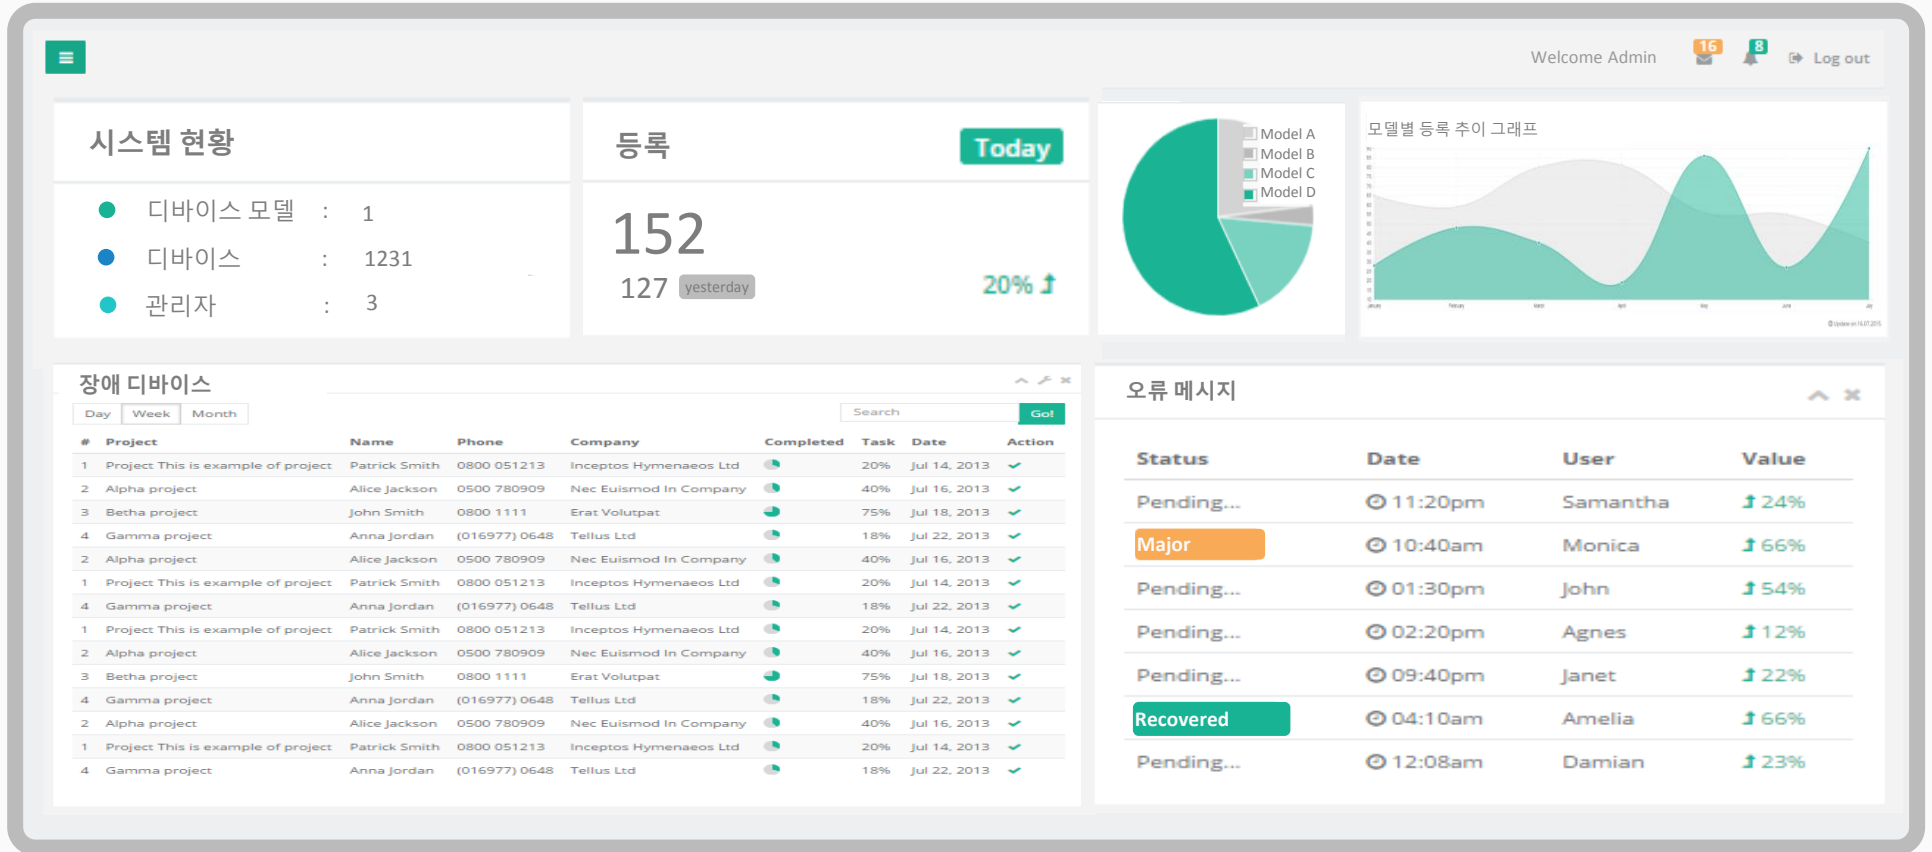 Welcome Admin 16 8 Log out
시스템 현황
디바이스 모델 : 1
디바이스 : 1231
관리자 : 3
등록 Today
152
127 yesterday
20%
Model A
Model B
Model C
Model D
모델별 등록 추이 그래프
January February March April May June July
Update on 16.07.2015
장애 디바이스
Day Week Month
Search Go!
# Project Name Phone Company Completed Task Date Action
1 Project This is example of project Patrick Smith 0800 051213 Inceptos Hymenaeos Ltd 20% Jul 14, 2013
2 Alpha project Alice Jackson 0500 780909 Nec Euismod In Company 40% Jul 16, 2013
3 Betha project John Smith 0800 1111 Erat Volutpat 75% Jul 18, 2013
4 Gamma project Anna Jordan (016977) 0648 Tellus Ltd 18% Jul 22, 2013
2 Alpha project Alice Jackson 0500 780909 Nec Euismod In Company 40% Jul 16, 2013
1 Project This is example of project Patrick Smith 0800 051213 Inceptos Hymenaeos Ltd 20% Jul 14, 2013
4 Gamma project Anna Jordan (016977) 0648 Tellus Ltd 18% Jul 22, 2013
1 Project This is example of project Patrick Smith 0800 051213 Inceptos Hymenaeos Ltd 20% Jul 14, 2013
2 Alpha project Alice Jackson 0500 780909 Nec Euismod In Company 40% Jul 16, 2013
3 Betha project John Smith 0800 1111 Erat Volutpat 75% Jul 18, 2013
4 Gamma project Anna Jordan (016977) 0648 Tellus Ltd 18% Jul 22, 2013
2 Alpha project Alice Jackson 0500 780909 Nec Euismod In Company 40% Jul 16, 2013
1 Project This is example of project Patrick Smith 0800 051213 Inceptos Hymenaeos Ltd 20% Jul 14, 2013
4 Gamma project Anna Jordan (016977) 0648 Tellus Ltd 18% Jul 22, 2013
오류 메시지
Status Date User Value
Pending... 11:20pm Samantha 24%
Major 10:40am Monica 66%
Pending... 01:30pm John 54%
Pending... 02:20pm Agnes 12%
Pending... 09:40pm Janet 22%
Recovered 04:10am Amelia 66%
Pending... 12:08am Damian 23%